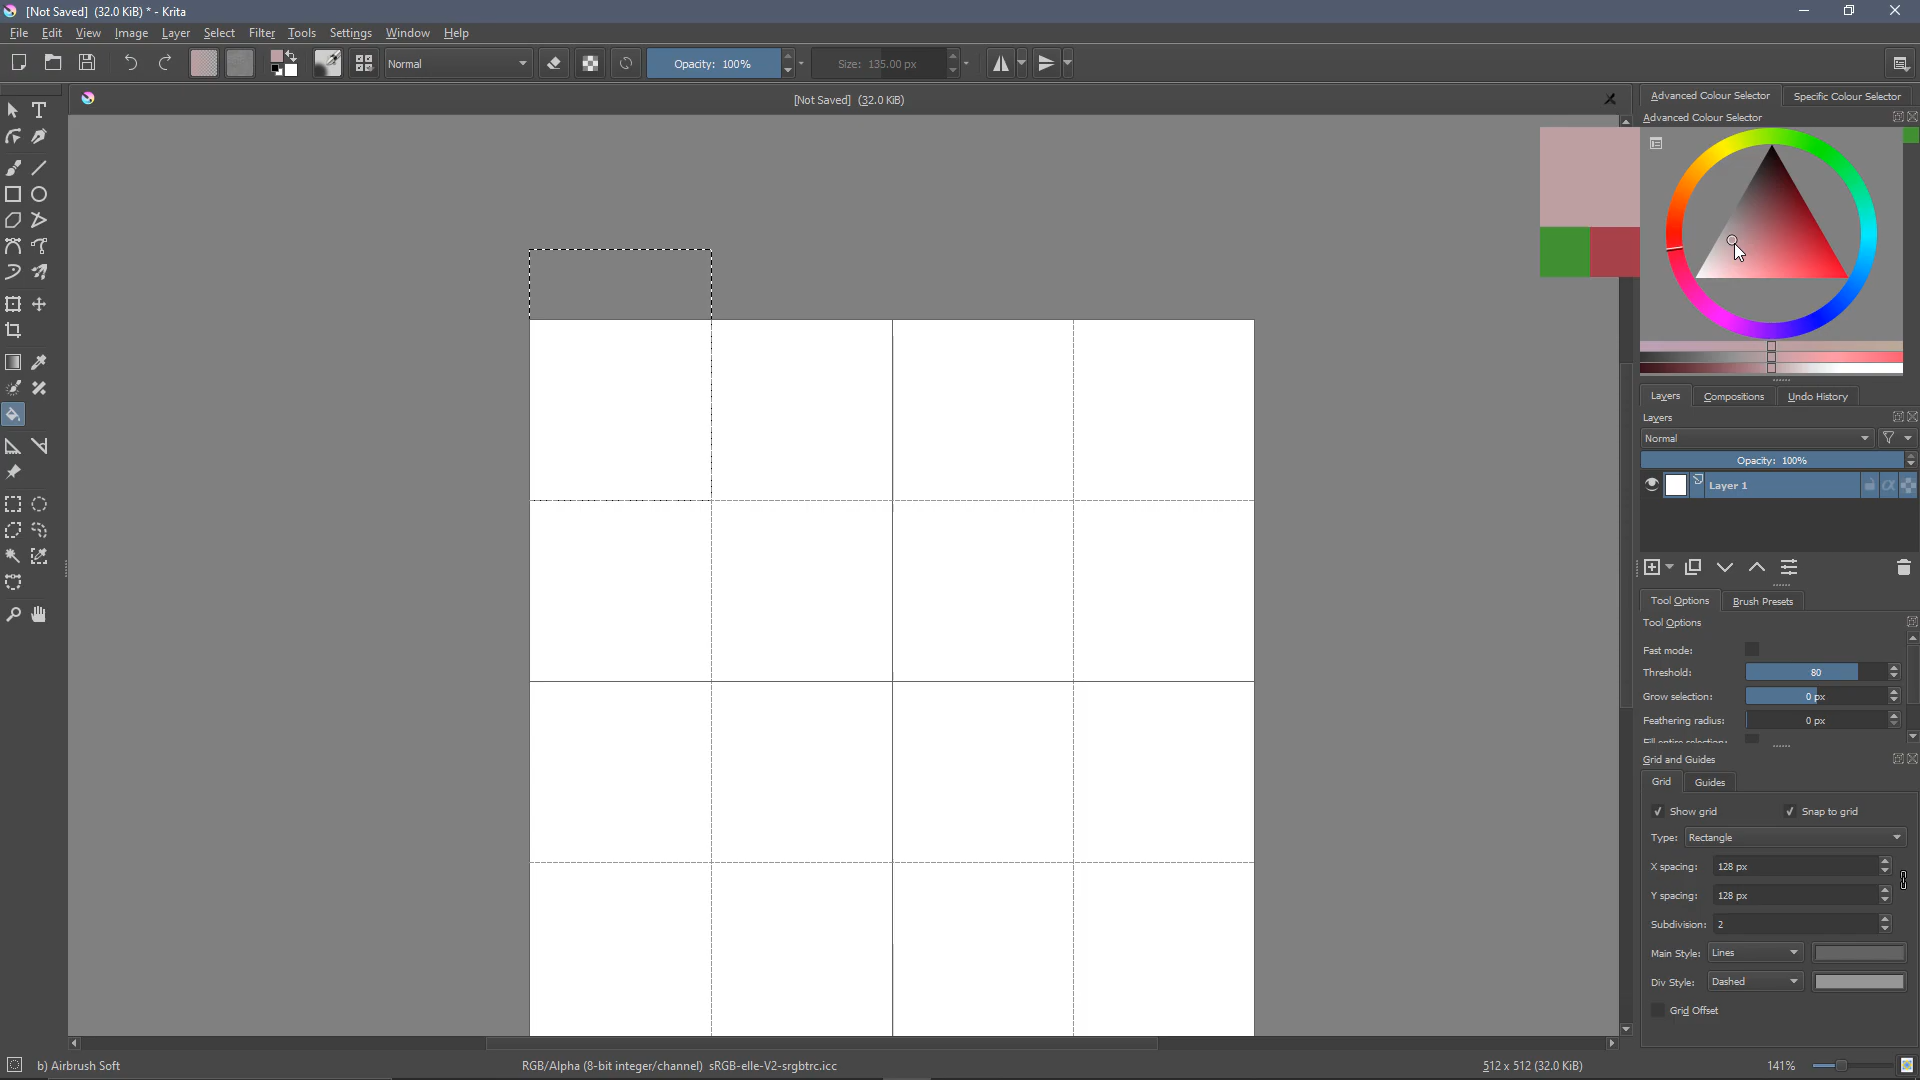 [Not Saved] (32.0 KiB) * - Krita
File Edit View Image Layer Select Filter Tools Settings Window Help
Normal
Opacity: 100%
Size: 135.00 px
[Not Saved] (32.0 KiB)
Advanced Colour Selector
Specific Colour Selector
Advanced Colour Selector
Layers
Compositions
Undo History
Layers
Normal
Opacity: 100%
Layer 1
Tool Options
Brush Presets
Tool Options
Fast mode:
Threshold: 80
Grow selection: 0 px
Feathering radius: 0 px
Fill entire selection:
Grid and Guides
Grid
Guides
Show grid
Snap to grid
Type: Rectangle
X spacing: 128 px
Y spacing: 128 px
Subdivision: 2
Main Style: Lines
Div Style: Dashed
Grid Offset
b) Airbrush Soft
RGB/Alpha (8-bit integer/channel) sRGB-elle-V2-srgbtrc.icc
512 x 512 (32.0 KiB)
141%